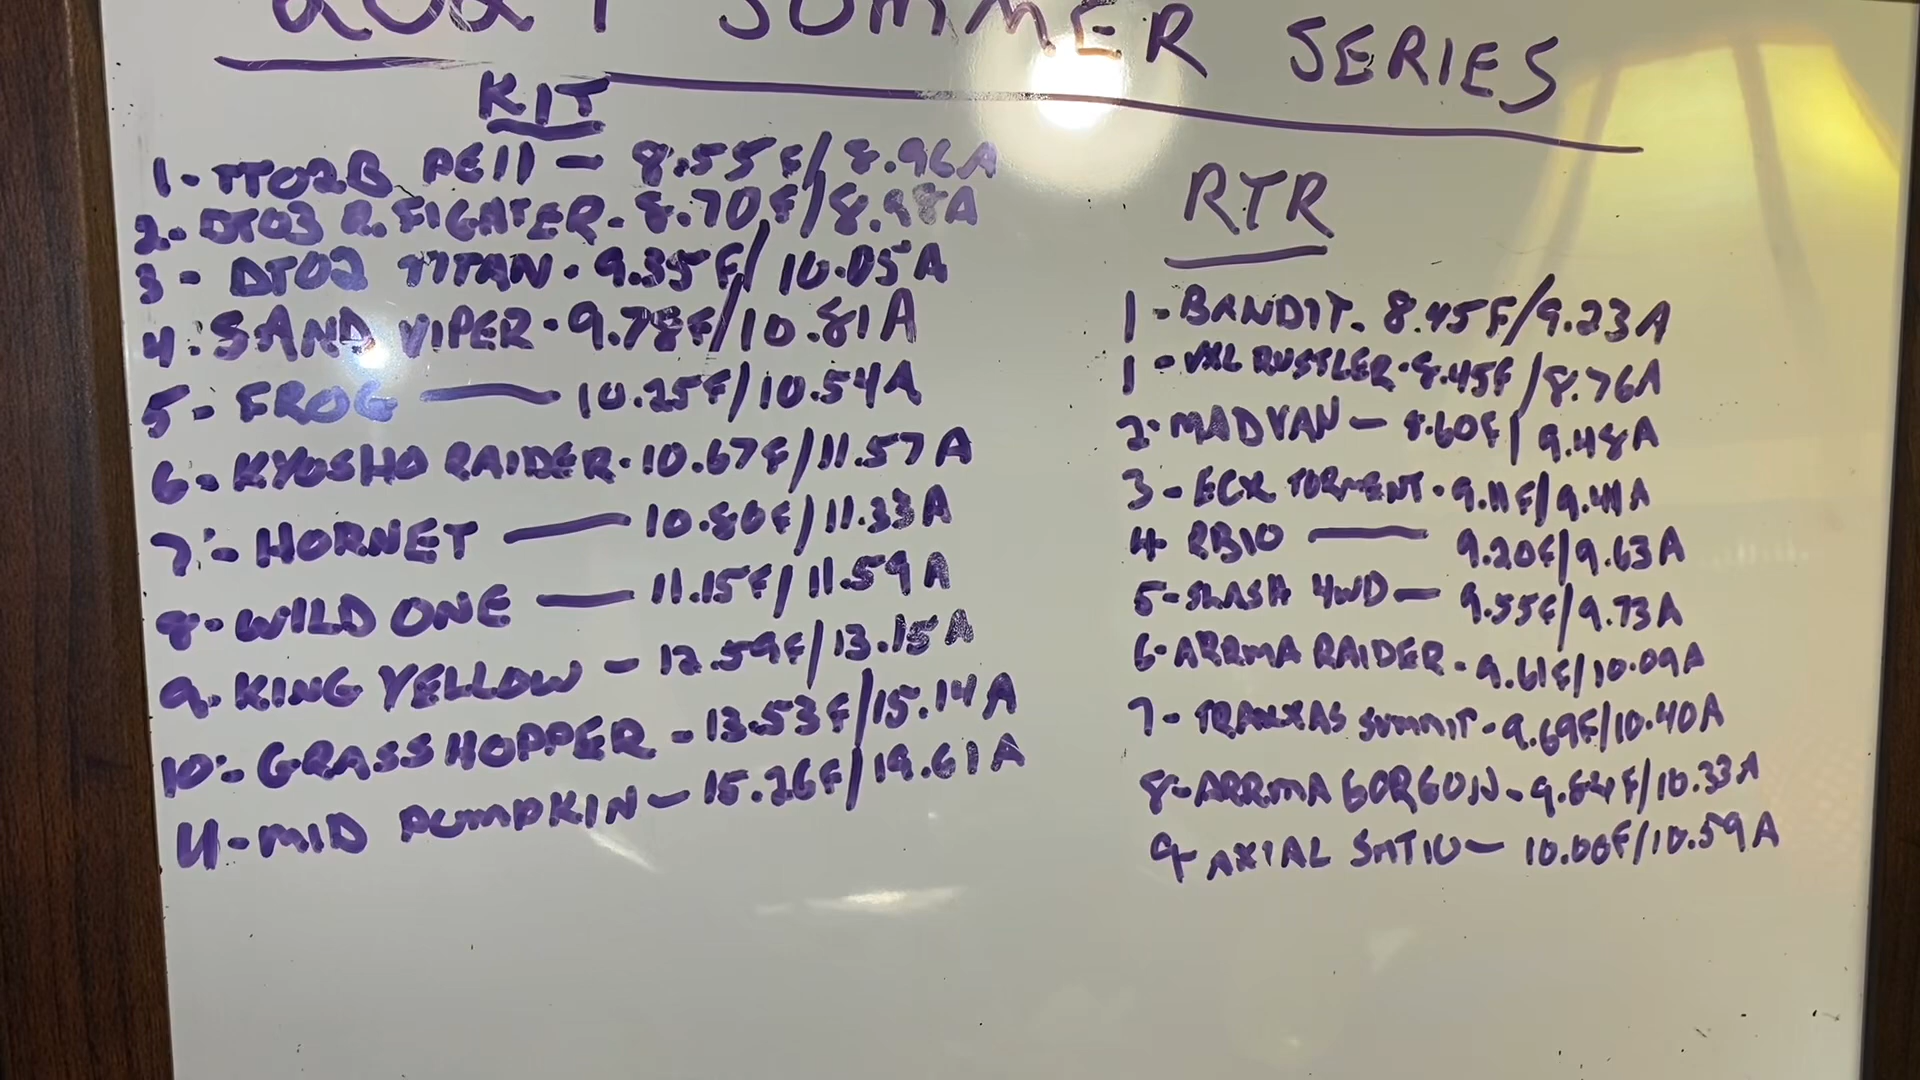 2021 SUMMER SERIES
KIT
1- TT02B PE11 — 8.55F/8.96A
2- DT03 R. FIGHTER - 8.70F/8.98A
3- DT02 TITAN - 9.35F/10.05A
4- SAND VIPER - 9.78F/10.81A
5- FROG — 10.25F/10.54A
6- KYOSHO RAIDER - 10.67F/11.57A
7- HORNET — 10.86F/11.33A
8- WILD ONE — 11.15F/11.59A
9- KING YELLOW — 12.59F/13.15A
10- GRASSHOPPER - 13.53F/15.14A
11- MID PUMPKIN — 15.26F/19.61A
RTR
1- BANDIT - 8.45F/9.23A
1- VXL RUSTLER - 8.45F/8.76A
2- MADVAN — 8.60F/9.48A
3- ECX TORMENT - 9.11F/9.41A
4- RB10 — 9.20F/9.63A
5- SLASH 4WD — 9.55F/9.73A
6- ARRMA RAIDER - 9.61F/10.09A
7- TRAXXAS SUMMIT - 9.69F/10.40A
8- ARRMA GORGON - 9.84F/10.33A
9- AXIAL SMT10 — 10.06F/10.59A